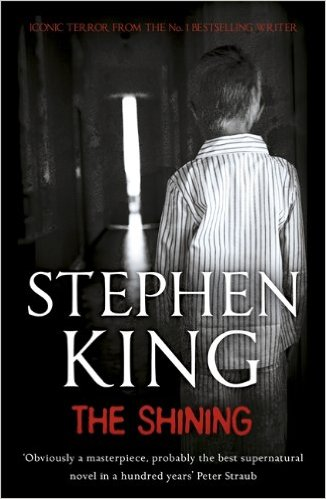 ICONIC TERROR FROM THE No. 1 BESTSELLING WRITER
STEPHEN
KING
THE SHINING
‘Obviously a masterpiece, probably the best supernatural
novel in a hundred years’ Peter Straub